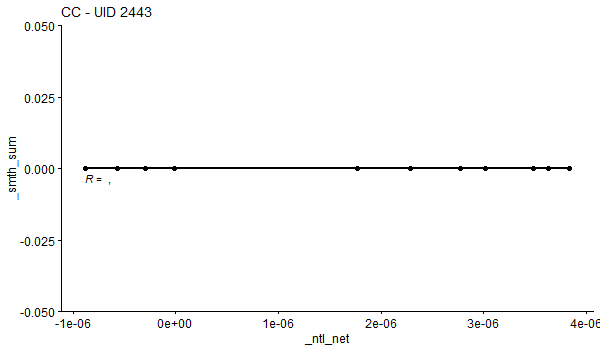 CC - UID 2443
0.050
0.025
0.000
-0.025
-0.050
_smth_sum
R = ,
-1e-06 0e+00 1e-06 2e-06 3e-06 4e-06
_ntl_net